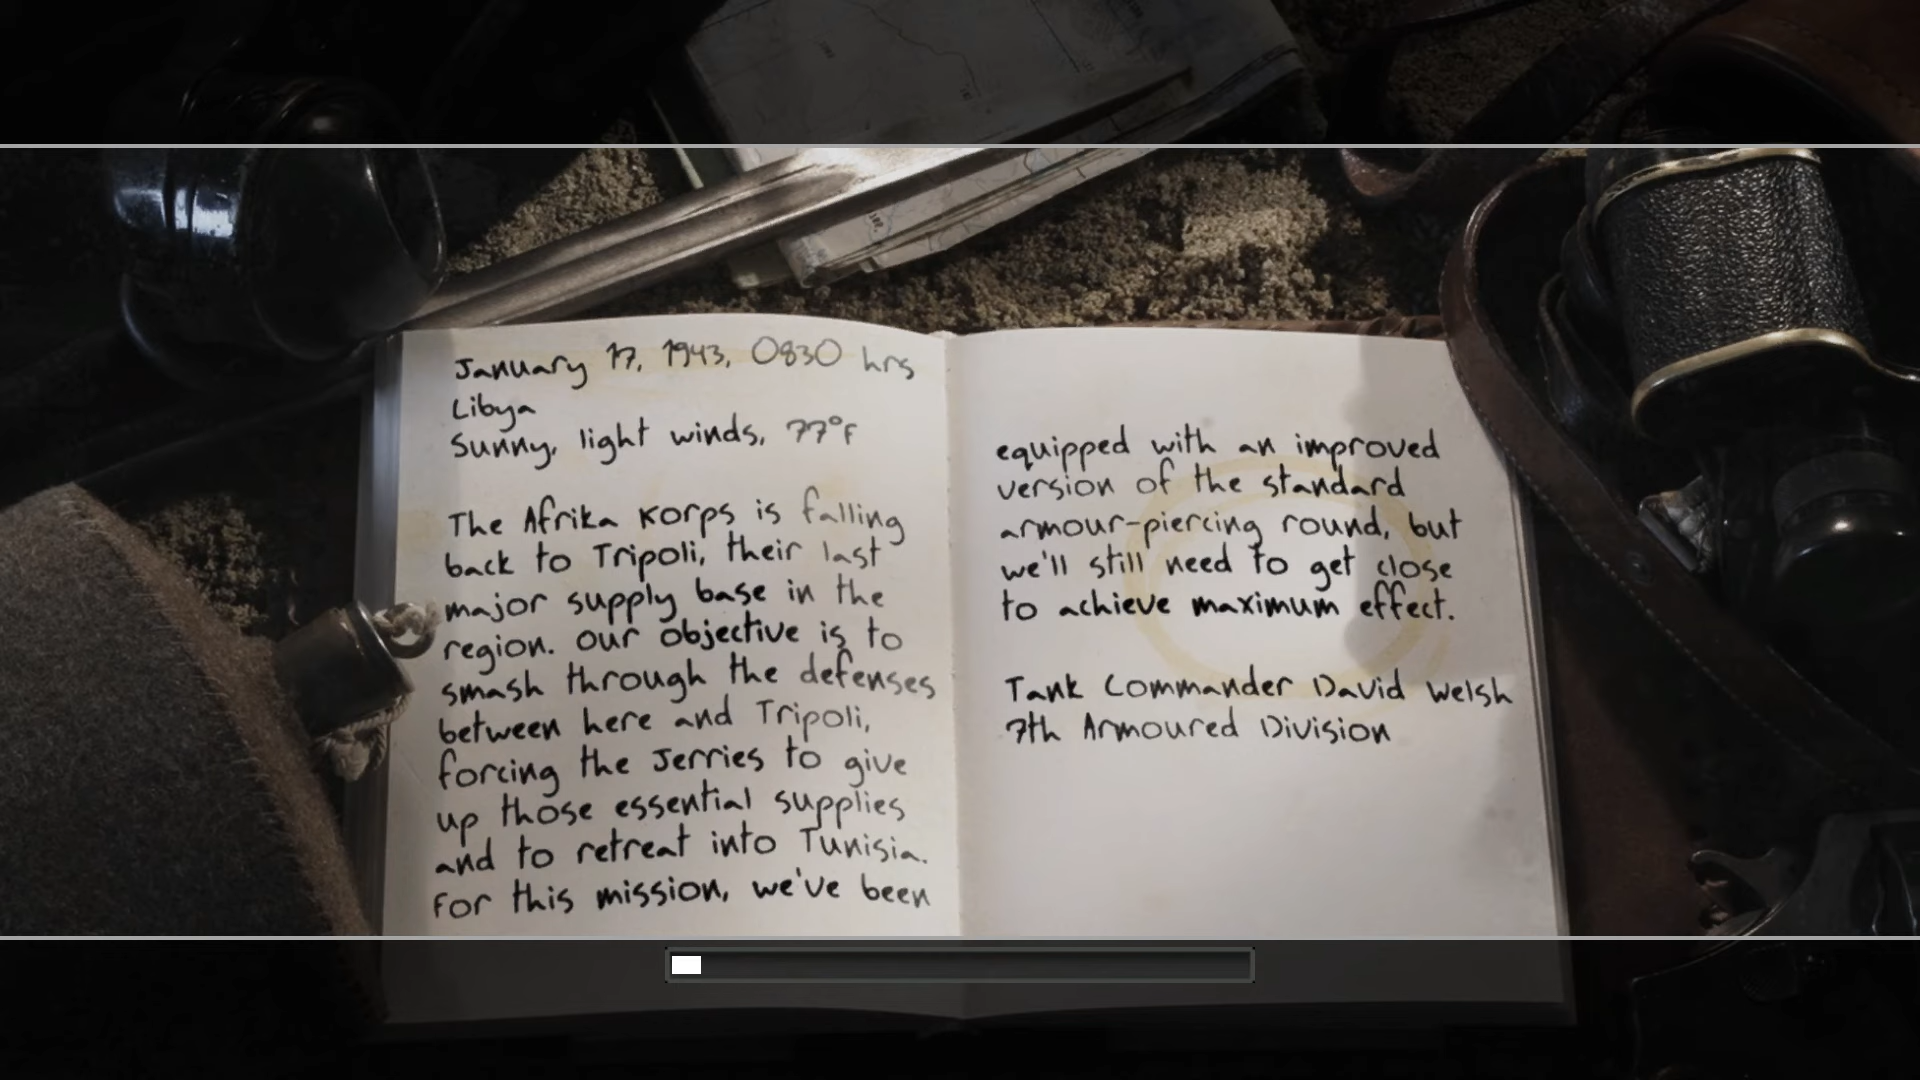 January 17, 1943, 0830 hrs
Libya
Sunny, light winds, 77°F
The Afrika Korps is falling
back to Tripoli, their last
major supply base in the
region. Our objective is to
smash through the defenses
between here and Tripoli,
forcing the Jerries to give
up those essential supplies
and to retreat into Tunisia.
For this mission, we've been
equipped with an improved
version of the standard
armour-piercing round, but
we'll still need to get close
to achieve maximum effect.
Tank Commander David Welsh
7th Armoured Division